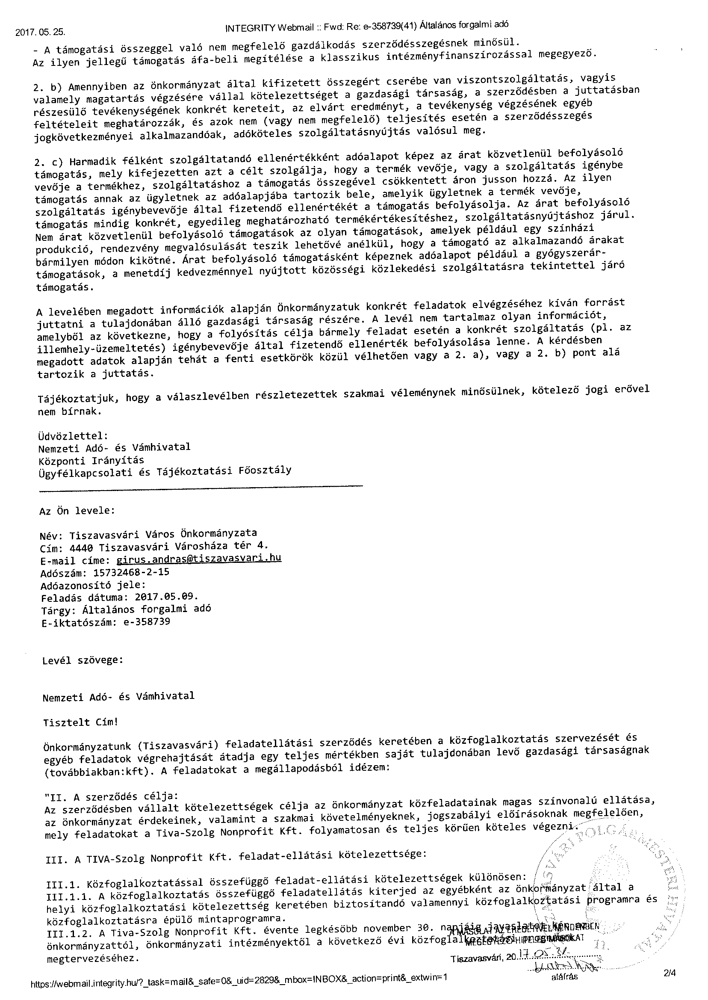 2017. 05. 25.
INTEGRITY Webmail :: Fwd: Re: e-358739(41) Általános forgalmi adó
- A támogatási összeggel való nem megfelelő gazdálkodás szerződésszegésnek minősül.
Az ilyen jellegű támogatás áfa-beli megítélése a klasszikus intézményfinanszírozással megegyező.
2. b) Amennyiben az önkormányzat által kifizetett összegért cserébe van viszontszolgáltatás, vagyis
valamely magatartás végzésére vállal kötelezettséget a gazdasági társaság, a szerződésben a juttatásban
részesülő tevékenységének konkrét kereteit, az elvárt eredményt, a tevékenység végzésének egyéb
feltételeit meghatározzák, és azok nem (vagy nem megfelelő) teljesítés esetén a szerződésszegés
jogkövetkezményei alkalmazandóak, adóköteles szolgáltatásnyújtás valósul meg.
2. c) Harmadik félként szolgáltatandó ellenértékként adóalapot képez az árat közvetlenül befolyásoló
támogatás, mely kifejezetten azt a célt szolgálja, hogy a termék vevője, vagy a szolgáltatás igénybe
vevője a termékhez, szolgáltatáshoz a támogatás összegével csökkentett áron jusson hozzá. Az ilyen
támogatás annak az ügyletnek az adóalapjába tartozik bele, amelyik ügyletnek a termék vevője,
szolgáltatás igénybevevője által fizetendő ellenértékét a támogatás befolyásolja. Az árat befolyásoló
támogatás mindig konkrét, egyedileg meghatározható termékértékesítéshez, szolgáltatásnyújtáshoz járul.
Nem árat közvetlenül befolyásoló támogatások az olyan támogatások, amelyek például egy színházi
produkció, rendezvény megvalósulását teszik lehetővé anélkül, hogy a támogató az alkalmazandó árakat
bármilyen módon kikötné. Árat befolyásoló támogatásként képeznek adóalapot például a gyógyszerár-
támogatások, a menetdíj kedvezménnyel nyújtott közösségi közlekedési szolgáltatásra tekintettel járó
támogatás.
A levelében megadott információk alapján Önkormányzatuk konkrét feladatok elvégzéséhez kíván forrást
juttatni a tulajdonában álló gazdasági társaság részére. A levél nem tartalmaz olyan információt,
amelyből az következne, hogy a folyósítás célja bármely feladat esetén a konkrét szolgáltatás (pl. az
illemhely-üzemeltetés) igénybevevője által fizetendő ellenérték befolyásolása lenne. A kérdésben
megadott adatok alapján tehát a fenti esetkörök közül vélhetően vagy a 2. a), vagy a 2. b) pont alá
tartozik a juttatás.
Tájékoztatjuk, hogy a válaszlevélben részletezettek szakmai véleménynek minősülnek, kötelező jogi erővel
nem bírnak.
Üdvözlettel:
Nemzeti Adó- és Vámhivatal
Központi Irányítás
Ügyfélkapcsolati és Tájékoztatási Főosztály
Az Ön levele:
Név: Tiszavasvári Város Önkormányzata
Cím: 4440 Tiszavasvári Városháza tér 4.
E-mail címe: girus.andras@tiszavasvari.hu
Adószám: 15732468-2-15
Adóazonosító jele:
Feladás dátuma: 2017.05.09.
Tárgy: Általános forgalmi adó
E-iktatószám: e-358739
Levél szövege:
Nemzeti Adó- és Vámhivatal
Tisztelt Cím!
Önkormányzatunk (Tiszavasvári) feladatellátási szerződés keretében a közfoglalkoztatás szervezését és
egyéb feladatok végrehajtását átadja egy teljes mértékben saját tulajdonában levő gazdasági társaságnak
(továbbiakban:kft). A feladatokat a megállapodásból idézem:
"II. A szerződés célja:
Az szerződésben vállalt kötelezettségek célja az önkormányzat közfeladatainak magas színvonalú ellátása,
az önkormányzat érdekeinek, valamint a szakmai követelményeknek, jogszabályi előírásoknak megfelelően,
mely feladatokat a Tiva-Szolg Nonprofit Kft. folyamatosan és teljes körűen köteles végezni.
III. A TIVA-Szolg Nonprofit Kft. feladat-ellátási kötelezettsége:
III.1. Közfoglalkoztatással összefüggő feladat-ellátási kötelezettségek különösen:
III.1.1. A közfoglalkoztatás összefüggő feladatellátás kiterjed az egyébként az önkormányzat által a
helyi közfoglalkoztatási kötelezettség keretében biztosítandó valamennyi közfoglalkoztatási programra és
közfoglalkoztatásra épülő mintaprogramra.
III.1.2. A Tiva-Szolg Nonprofit Kft. évente legkésőbb november 30. napjáig javaslatot kér az
önkormányzattól, önkormányzati intézményektől a következő évi közfoglalkoztatási programok
megtervezéséhez.
A MÁSOLAT AZ EREDETIVEL MINDENBEN
MEGEGYEZŐ
Tiszavasvári, 2017.05.31.
aláírás
https://webmail.integrity.hu/?_task=mail&_safe=0&_uid=2829&_mbox=INBOX&_action=print&_extwin=1
2/4